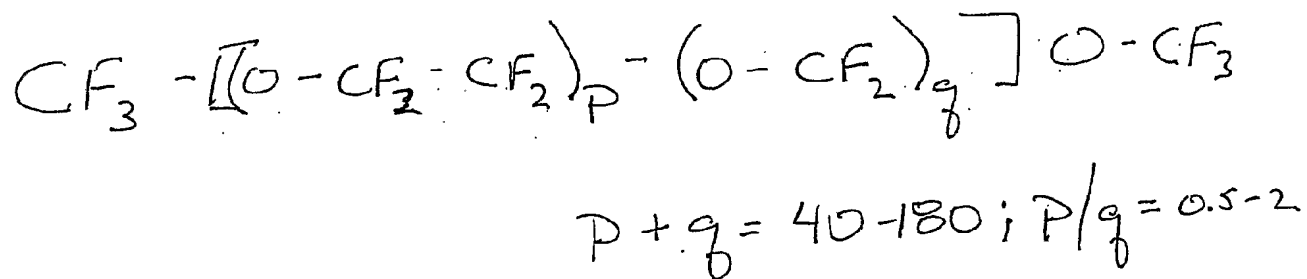 CF₃-[(O-CF₂-CF₂)ₚ-(O-CF₂)q]O-CF₃
P+q=40-180; P/q=0.5-2